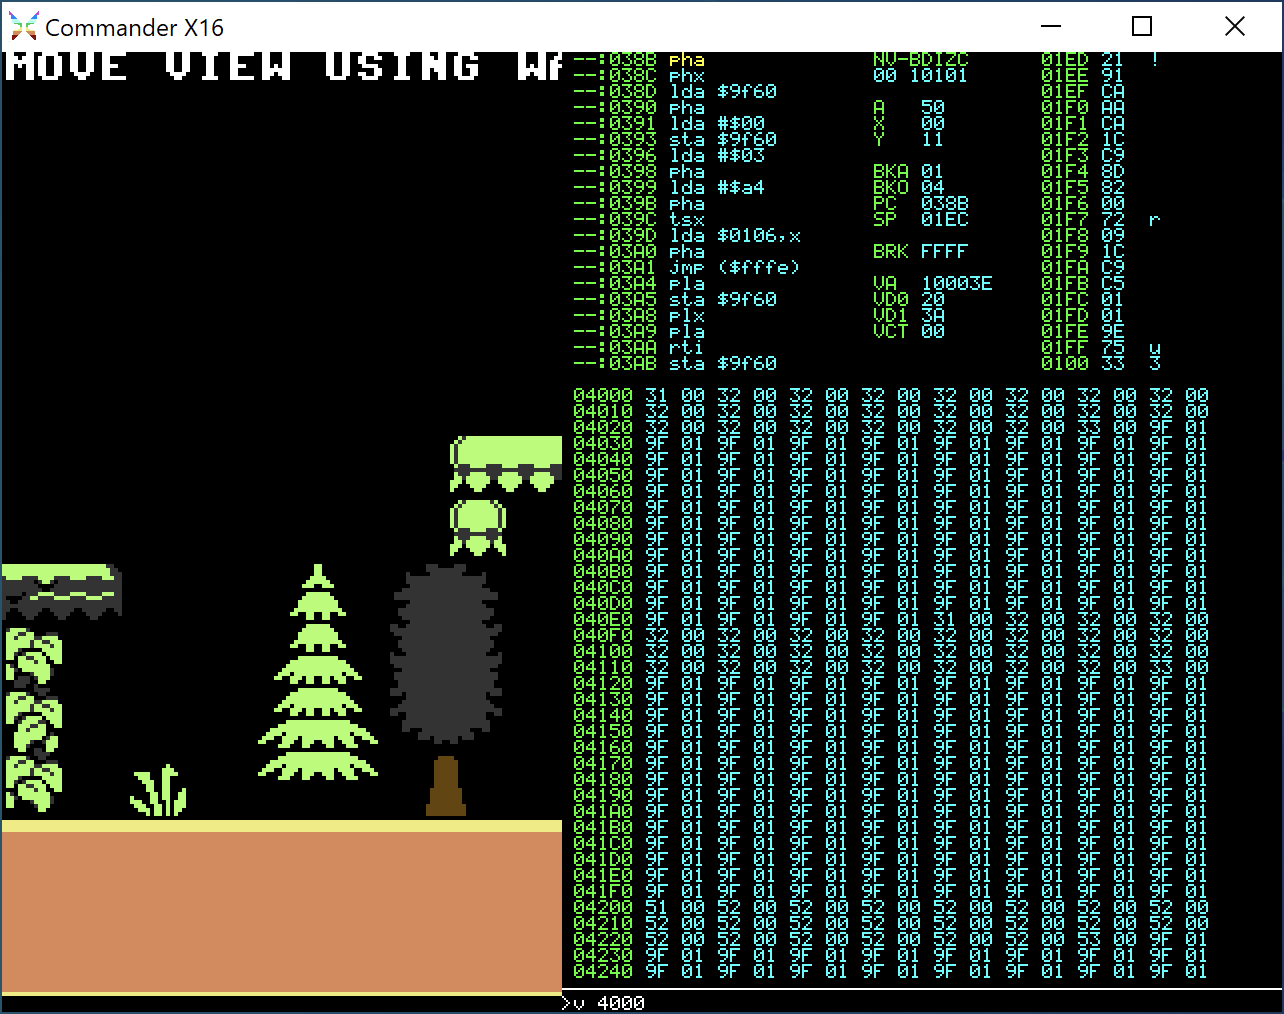 Commander X16
MOVE VIEW USING WA
--:038B pha NV-BDIZC 01ED 21 !
--:038C phx 00 10101 01EE 91
--:038D lda $9f60 01EF CA
--:0390 pha A 50 01F0 AA
--:0391 lda #$00 X 00 01F1 CA
--:0393 sta $9f60 Y 11 01F2 1C
--:0396 lda #$03 01F3 C9
--:0398 pha BKA 01 01F4 8D
--:0399 lda #$a4 BKO 04 01F5 82
--:039B pha PC 038B 01F6 00
--:039C tsx SP 01EC 01F7 72 r
--:039D lda $0106,x 01F8 09
--:03A0 pha BRK FFFF 01F9 1C
--:03A1 jmp ($fffe) 01FA C9
--:03A4 pla VA 10003E 01FB C5
--:03A5 sta $9f60 VD0 20 01FC 01
--:03A8 plx VD1 3A 01FD 01
--:03A9 pla VCT 00 01FE 9E
--:03AA rti 01FF 75 u
--:03AB sta $9f60 0100 33 3
04000 31 00 32 00 32 00 32 00 32 00 32 00 32 00 32 00
04010 32 00 32 00 32 00 32 00 32 00 32 00 32 00 32 00
04020 32 00 32 00 32 00 32 00 32 00 32 00 33 00 9F 01
04030 9F 01 9F 01 9F 01 9F 01 9F 01 9F 01 9F 01 9F 01
04040 9F 01 9F 01 9F 01 9F 01 9F 01 9F 01 9F 01 9F 01
04050 9F 01 9F 01 9F 01 9F 01 9F 01 9F 01 9F 01 9F 01
04060 9F 01 9F 01 9F 01 9F 01 9F 01 9F 01 9F 01 9F 01
04070 9F 01 9F 01 9F 01 9F 01 9F 01 9F 01 9F 01 9F 01
04080 9F 01 9F 01 9F 01 9F 01 9F 01 9F 01 9F 01 9F 01
04090 9F 01 9F 01 9F 01 9F 01 9F 01 9F 01 9F 01 9F 01
040A0 9F 01 9F 01 9F 01 9F 01 9F 01 9F 01 9F 01 9F 01
040B0 9F 01 9F 01 9F 01 9F 01 9F 01 9F 01 9F 01 9F 01
040C0 9F 01 9F 01 9F 01 9F 01 9F 01 9F 01 9F 01 9F 01
040D0 9F 01 9F 01 9F 01 9F 01 9F 01 9F 01 9F 01 9F 01
040E0 9F 01 9F 01 9F 01 9F 01 31 00 32 00 32 00 32 00
040F0 32 00 32 00 32 00 32 00 32 00 32 00 32 00 32 00
04100 32 00 32 00 32 00 32 00 32 00 32 00 32 00 32 00
04110 32 00 32 00 32 00 32 00 32 00 32 00 32 00 33 00
04120 9F 01 9F 01 9F 01 9F 01 9F 01 9F 01 9F 01 9F 01
04130 9F 01 9F 01 9F 01 9F 01 9F 01 9F 01 9F 01 9F 01
04140 9F 01 9F 01 9F 01 9F 01 9F 01 9F 01 9F 01 9F 01
04150 9F 01 9F 01 9F 01 9F 01 9F 01 9F 01 9F 01 9F 01
04160 9F 01 9F 01 9F 01 9F 01 9F 01 9F 01 9F 01 9F 01
04170 9F 01 9F 01 9F 01 9F 01 9F 01 9F 01 9F 01 9F 01
04180 9F 01 9F 01 9F 01 9F 01 9F 01 9F 01 9F 01 9F 01
04190 9F 01 9F 01 9F 01 9F 01 9F 01 9F 01 9F 01 9F 01
041A0 9F 01 9F 01 9F 01 9F 01 9F 01 9F 01 9F 01 9F 01
041B0 9F 01 9F 01 9F 01 9F 01 9F 01 9F 01 9F 01 9F 01
041C0 9F 01 9F 01 9F 01 9F 01 9F 01 9F 01 9F 01 9F 01
041D0 9F 01 9F 01 9F 01 9F 01 9F 01 9F 01 9F 01 9F 01
041E0 9F 01 9F 01 9F 01 9F 01 9F 01 9F 01 9F 01 9F 01
041F0 9F 01 9F 01 9F 01 9F 01 9F 01 9F 01 9F 01 9F 01
04200 51 00 52 00 52 00 52 00 52 00 52 00 52 00 52 00
04210 52 00 52 00 52 00 52 00 52 00 52 00 52 00 52 00
04220 52 00 52 00 52 00 52 00 52 00 52 00 53 00 9F 01
04230 9F 01 9F 01 9F 01 9F 01 9F 01 9F 01 9F 01 9F 01
04240 9F 01 9F 01 9F 01 9F 01 9F 01 9F 01 9F 01 9F 01
>v 4000